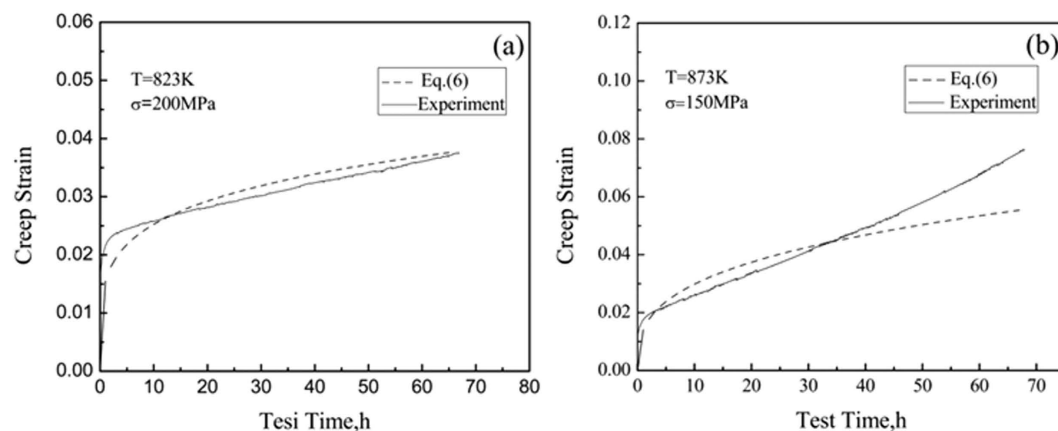 (a)
T=823K
σ=200MPa
Eq.(6)
Experiment
Creep Strain
0.06
0.05
0.04
0.03
0.02
0.01
0.00
0 10 20 30 40 50 60 70 80
Tesi Time,h
(b)
T=873K
σ=150MPa
Eq.(6)
Experiment
Creep Strain
0.12
0.10
0.08
0.06
0.04
0.02
0.00
0 10 20 30 40 50 60 70
Test Time,h